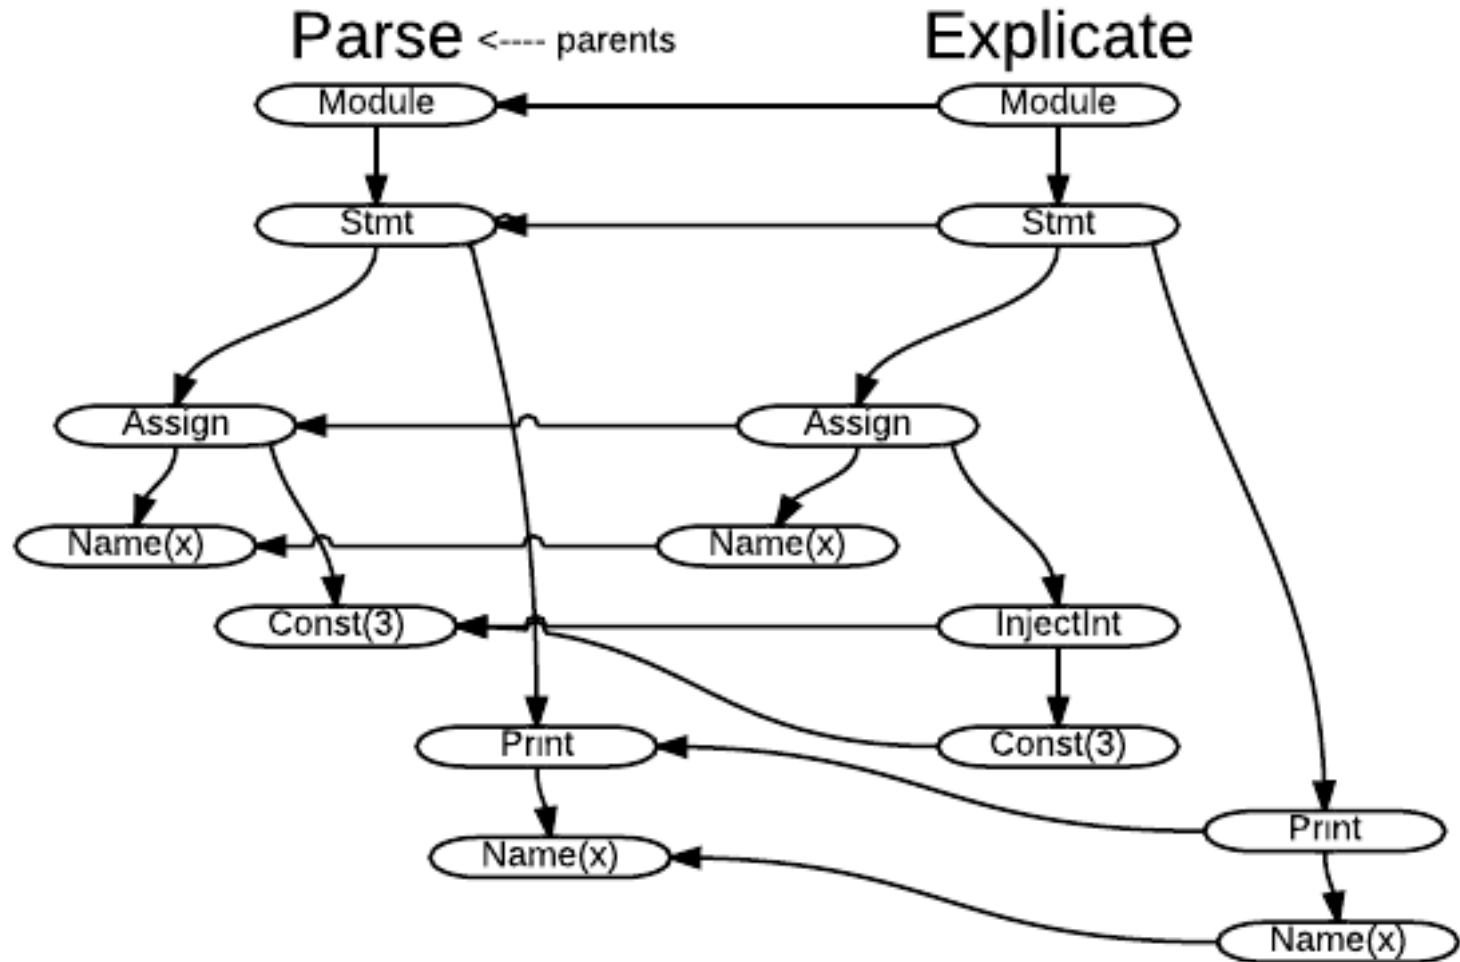 Parse <---- parents
Explicate
Module
Module
Stmt
Stmt
Assign
Assign
Name(x)
Name(x)
Const(3)
InjectInt
Print
Const(3)
Print
Name(x)
Name(x)